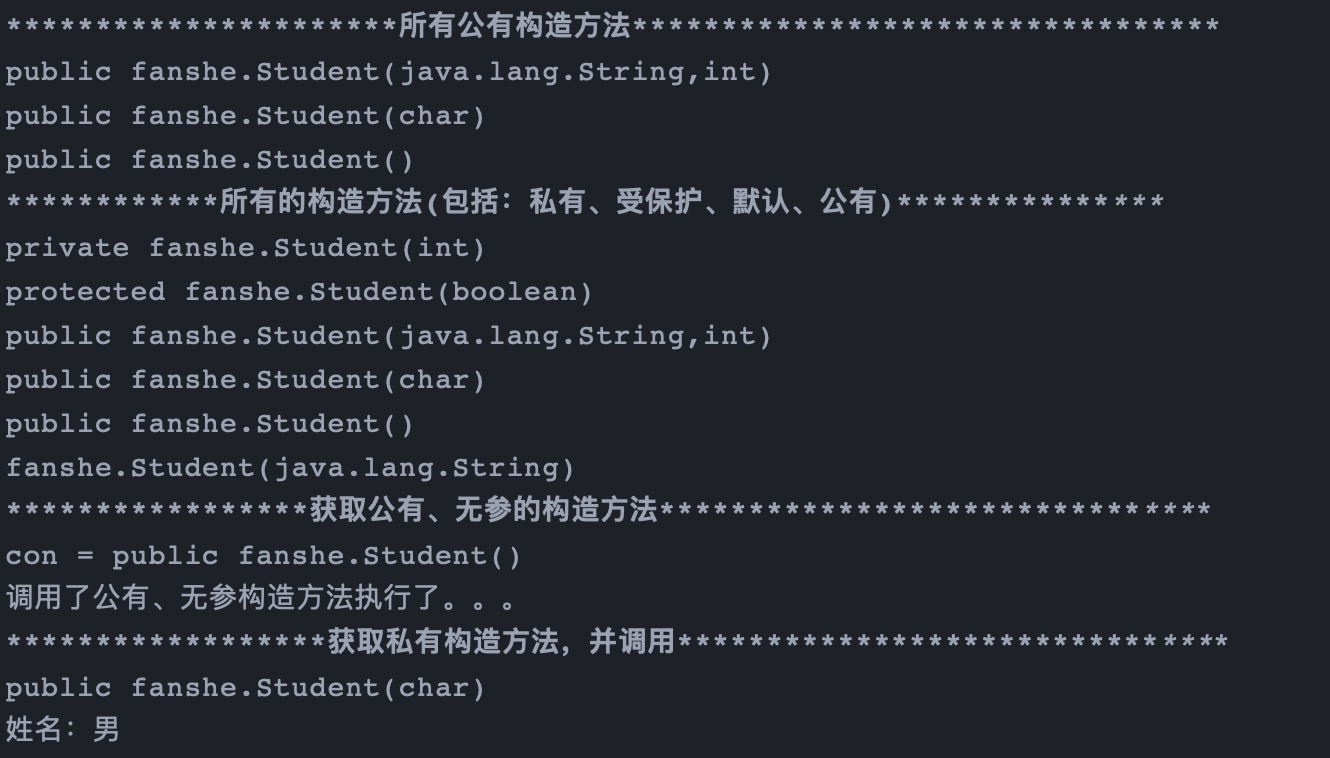 **********************所有公有构造方法*********************************
public fanshe.Student(java.lang.String,int)
public fanshe.Student(char)
public fanshe.Student()
************所有的构造方法(包括：私有、受保护、默认、公有)***************
private fanshe.Student(int)
protected fanshe.Student(boolean)
public fanshe.Student(java.lang.String,int)
public fanshe.Student(char)
public fanshe.Student()
fanshe.Student(java.lang.String)
*****************获取公有、无参的构造方法*******************************
con = public fanshe.Student()
调用了公有、无参构造方法执行了。。。
******************获取私有构造方法，并调用*******************************
public fanshe.Student(char)
姓名：男